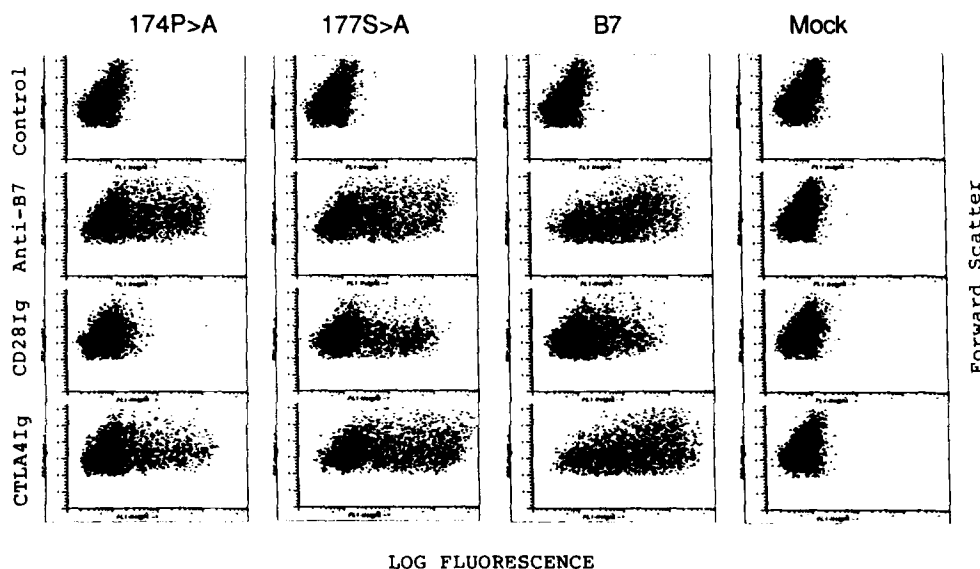 174P>A 177S>A B7 Mock
Control
Anti-B7
CD28Ig
CTLA4Ig
Forward Scatter
LOG FLUORESCENCE